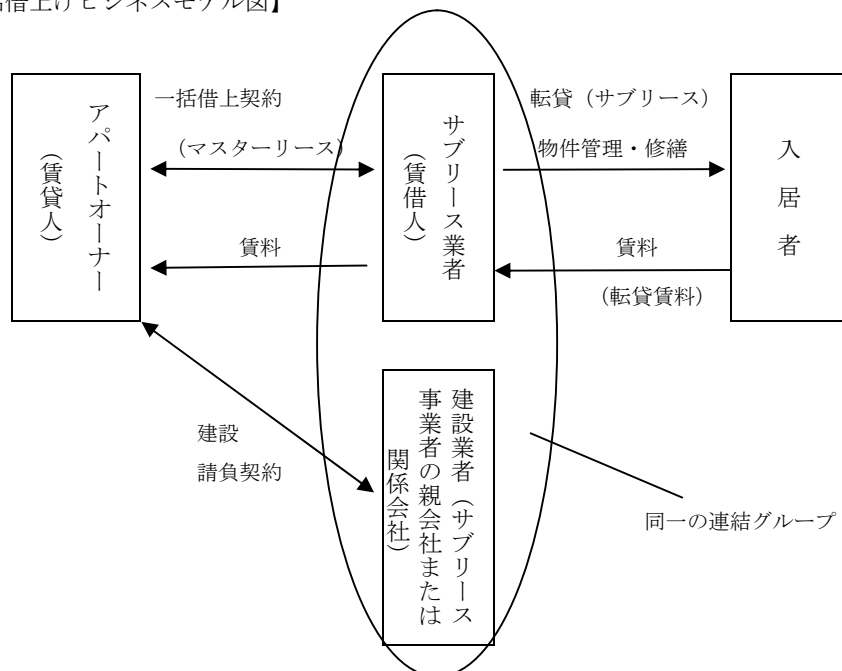 括借上げビジネスモデル図】
アパートオーナー
（賃貸人）
一括借上契約
（マスターリース）
賃料
サブリース業者
（賃借人）
転貸（サブリース）
物件管理・修繕
賃料
（転貸賃料）
入居者
建設
請負契約
建設業者（サブリース
事業者の親会社または
関係会社）
同一の連結グループ